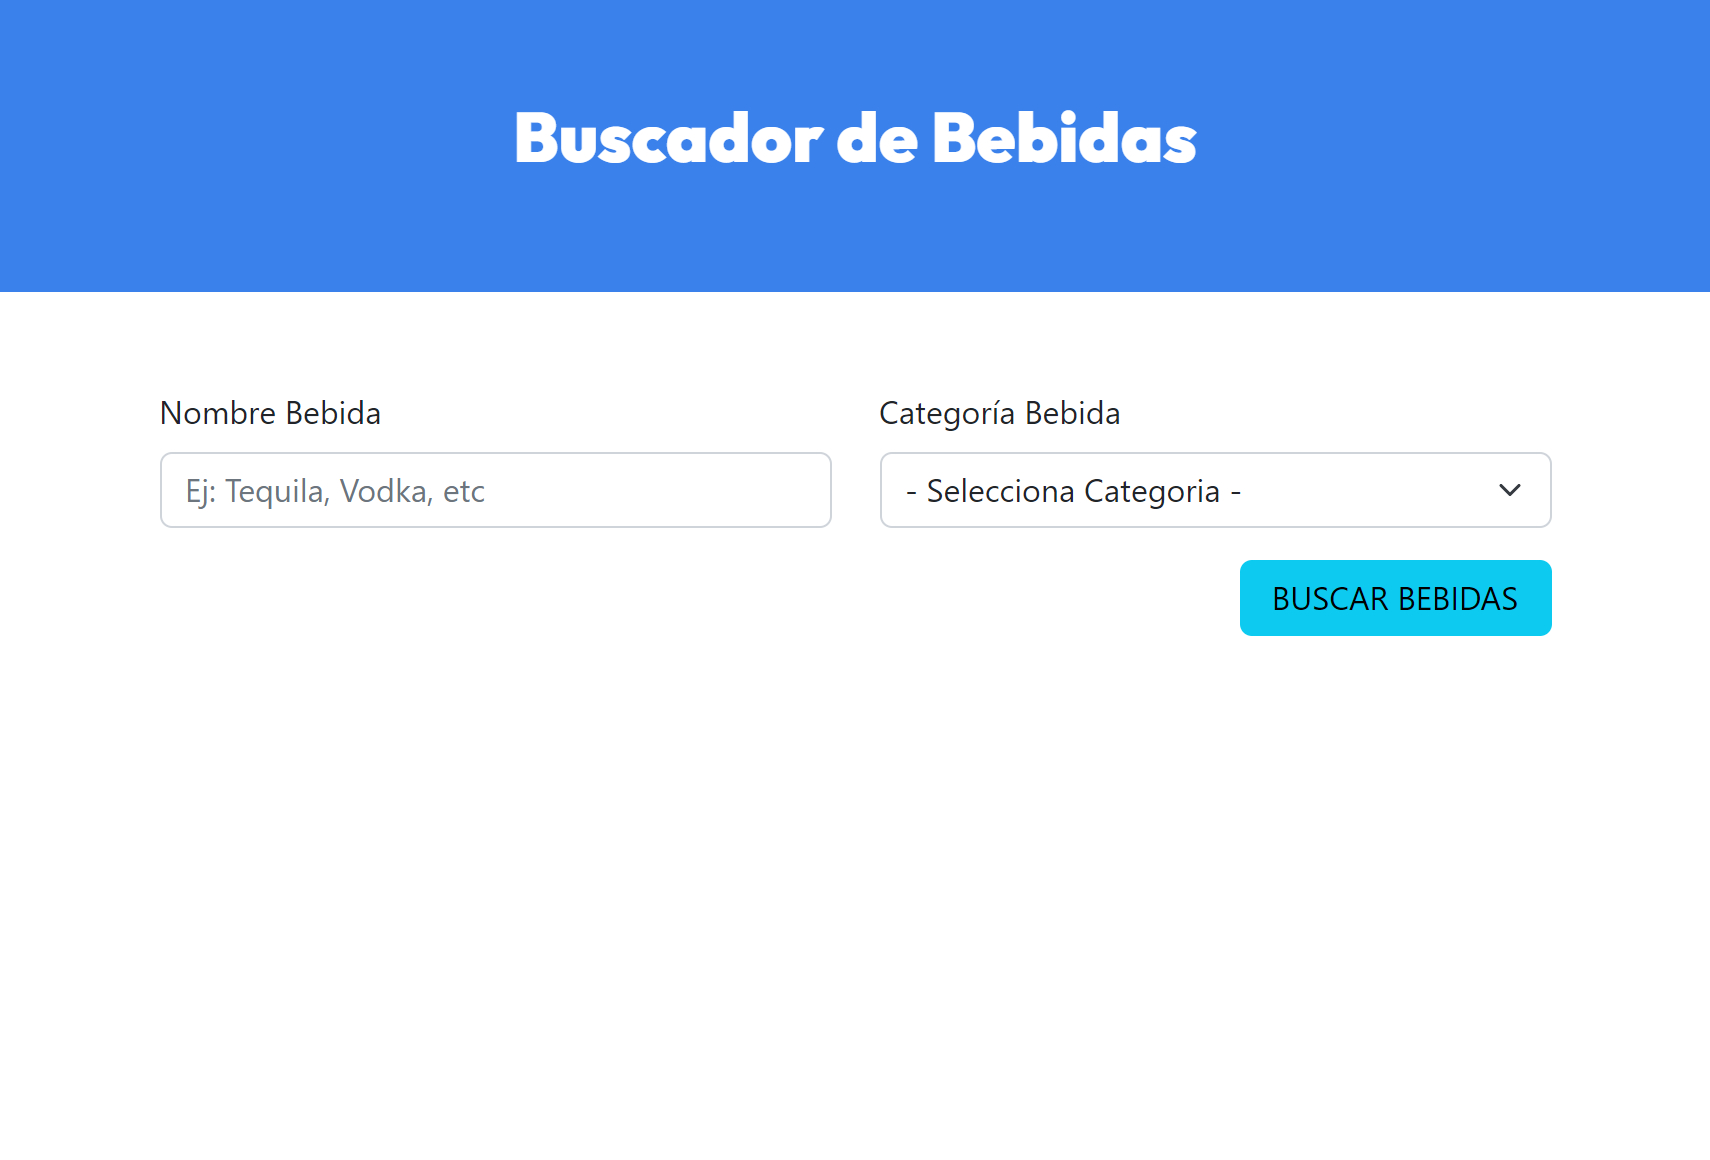 Buscador de Bebidas
Nombre Bebida
Ej: Tequila, Vodka, etc
Categoría Bebida
- Selecciona Categoria -
BUSCAR BEBIDAS